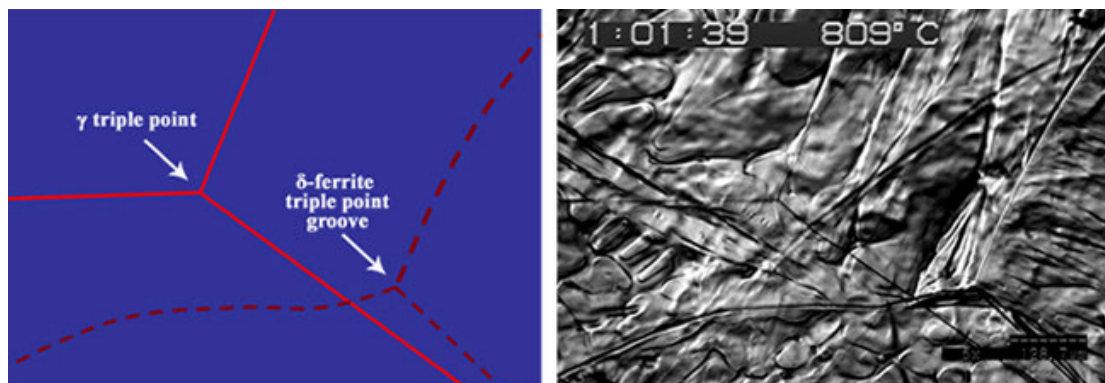 γ triple point
δ-ferrite
triple point
groove
1:01:39 809°C